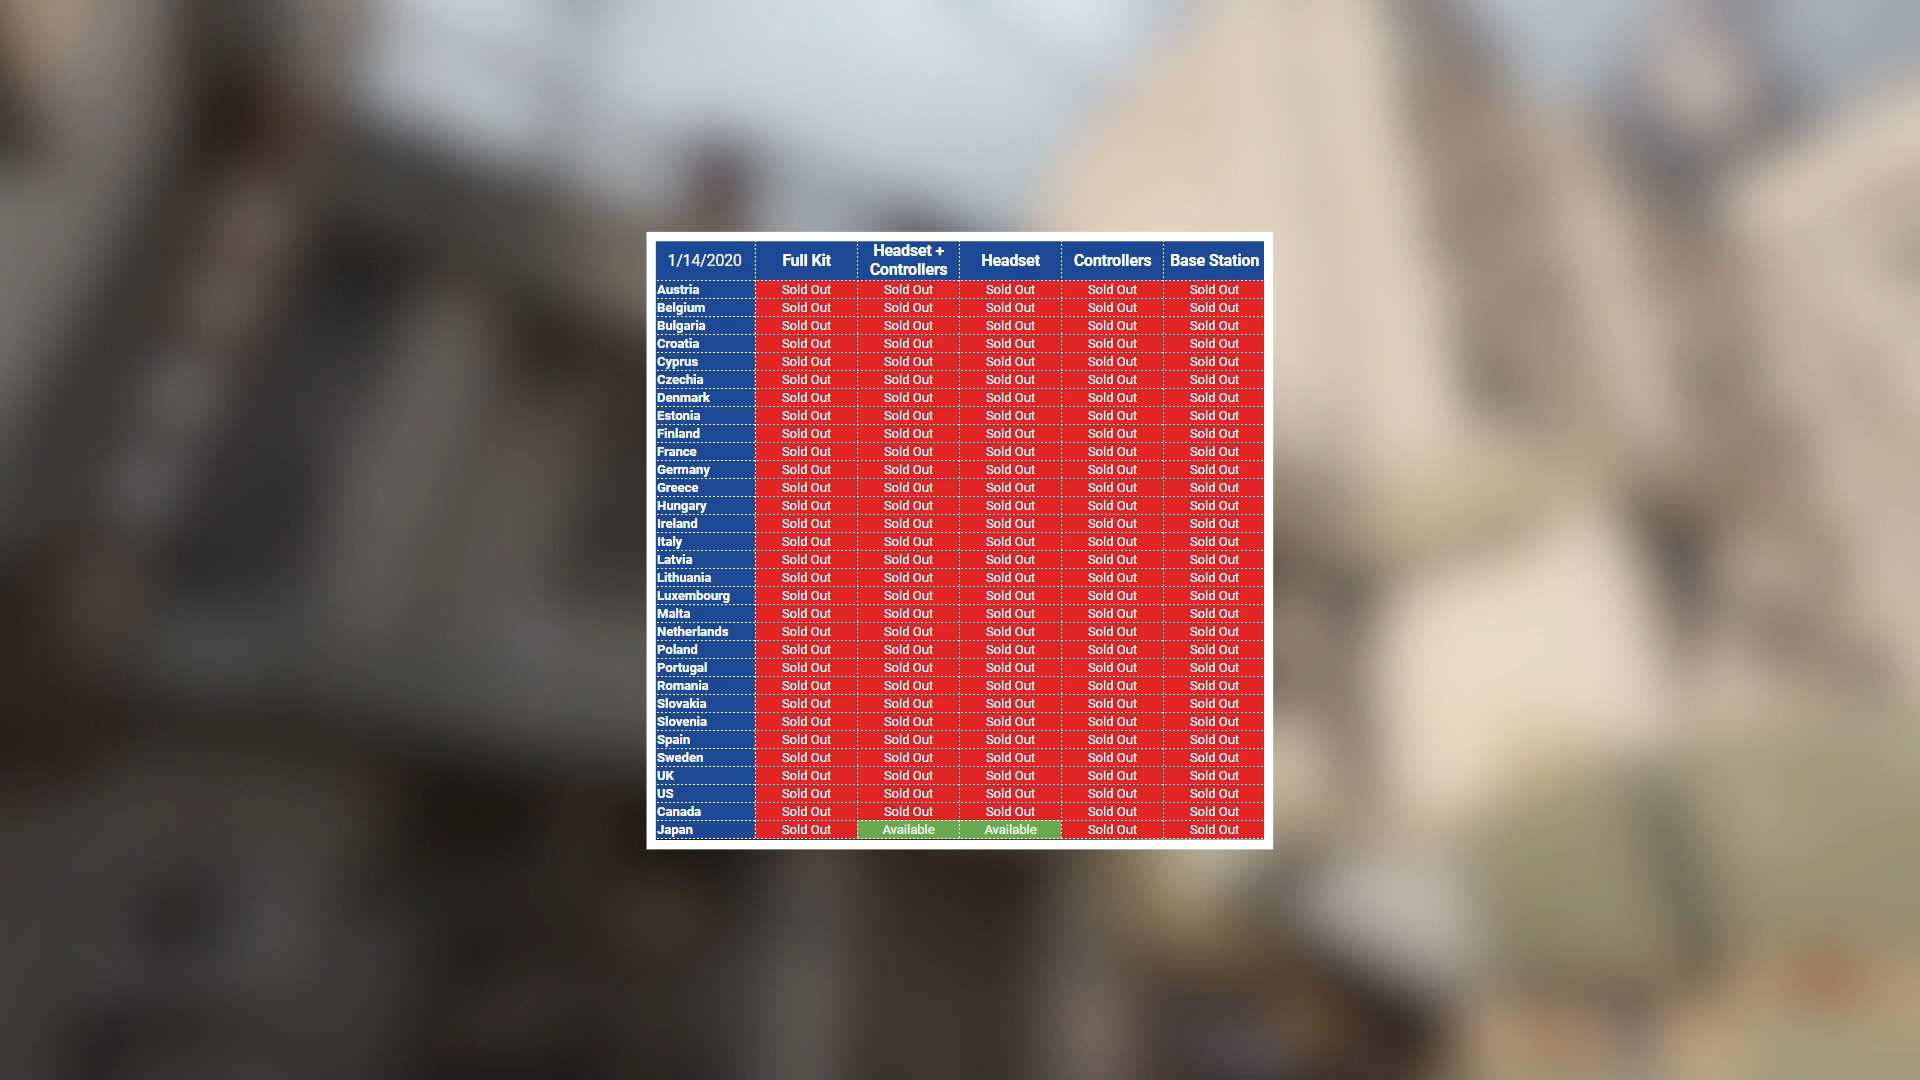 1/14/2020 Full Kit Headset + Controllers Headset Controllers Base Station
Austria Sold Out Sold Out Sold Out Sold Out Sold Out
Belgium Sold Out Sold Out Sold Out Sold Out Sold Out
Bulgaria Sold Out Sold Out Sold Out Sold Out Sold Out
Croatia Sold Out Sold Out Sold Out Sold Out Sold Out
Cyprus Sold Out Sold Out Sold Out Sold Out Sold Out
Czechia Sold Out Sold Out Sold Out Sold Out Sold Out
Denmark Sold Out Sold Out Sold Out Sold Out Sold Out
Estonia Sold Out Sold Out Sold Out Sold Out Sold Out
Finland Sold Out Sold Out Sold Out Sold Out Sold Out
France Sold Out Sold Out Sold Out Sold Out Sold Out
Germany Sold Out Sold Out Sold Out Sold Out Sold Out
Greece Sold Out Sold Out Sold Out Sold Out Sold Out
Hungary Sold Out Sold Out Sold Out Sold Out Sold Out
Ireland Sold Out Sold Out Sold Out Sold Out Sold Out
Italy Sold Out Sold Out Sold Out Sold Out Sold Out
Latvia Sold Out Sold Out Sold Out Sold Out Sold Out
Lithuania Sold Out Sold Out Sold Out Sold Out Sold Out
Luxembourg Sold Out Sold Out Sold Out Sold Out Sold Out
Malta Sold Out Sold Out Sold Out Sold Out Sold Out
Netherlands Sold Out Sold Out Sold Out Sold Out Sold Out
Poland Sold Out Sold Out Sold Out Sold Out Sold Out
Portugal Sold Out Sold Out Sold Out Sold Out Sold Out
Romania Sold Out Sold Out Sold Out Sold Out Sold Out
Slovakia Sold Out Sold Out Sold Out Sold Out Sold Out
Slovenia Sold Out Sold Out Sold Out Sold Out Sold Out
Spain Sold Out Sold Out Sold Out Sold Out Sold Out
Sweden Sold Out Sold Out Sold Out Sold Out Sold Out
UK Sold Out Sold Out Sold Out Sold Out Sold Out
US Sold Out Sold Out Sold Out Sold Out Sold Out
Canada Sold Out Sold Out Sold Out Sold Out Sold Out
Japan Sold Out Available Available Sold Out Sold Out